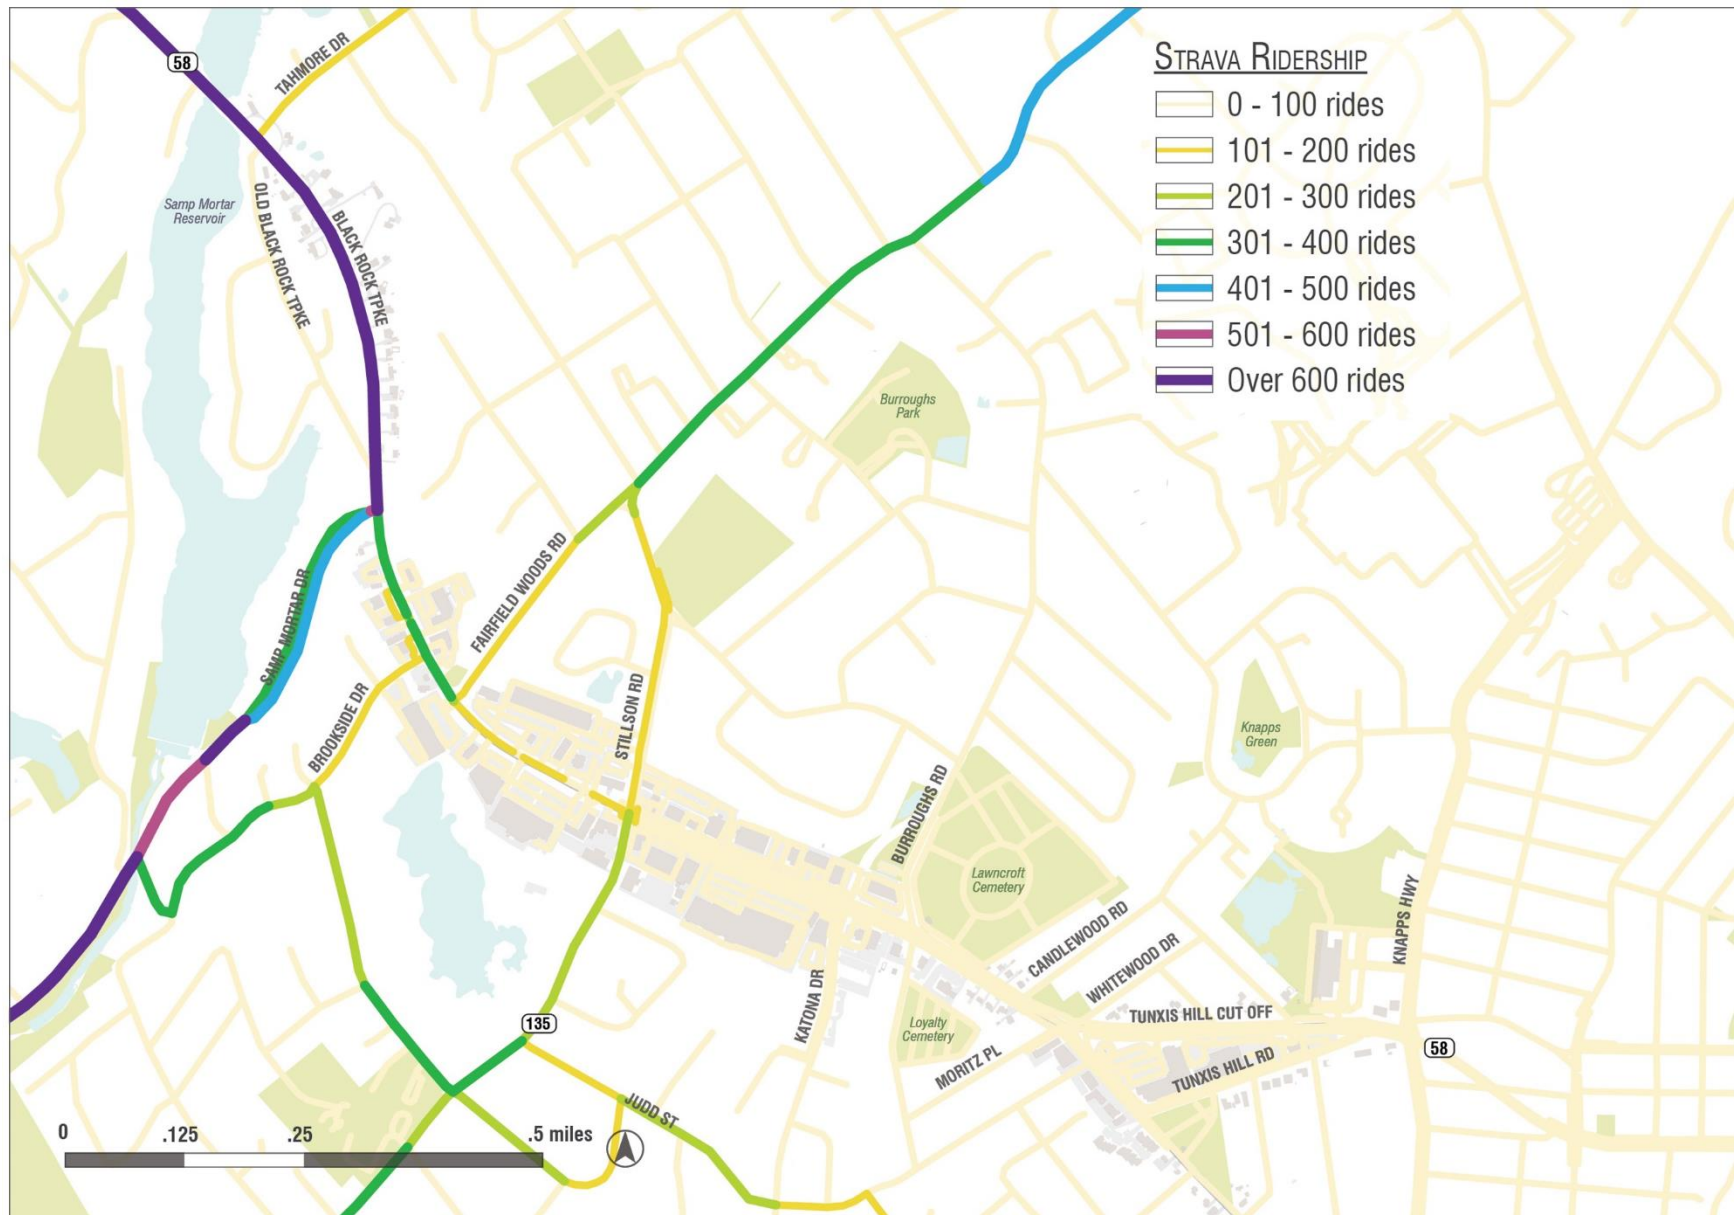 STRAVA RIDERSHIP
0 - 100 rides
101 - 200 rides
201 - 300 rides
301 - 400 rides
401 - 500 rides
501 - 600 rides
Over 600 rides
58
TAHMORE DR
Samp Mortar
Reservoir
OLD BLACK ROCK TPKE
BLACK ROCK TPKE
Burroughs
Park
FAIRFIELD WOODS RD
SAMP MORTAR DR
BROOKSIDE DR
STILLSON RD
Knapps
Green
BURROUGHS RD
Lawncroft
Cemetery
CANDLEWOOD RD
WHITEWOOD DR
KNAPPS HWY
KATONA DR
TUNXIS HILL CUT OFF
135
Loyalty
Cemetery
MORITZ PL
58
TUNXIS HILL RD
JUDD ST
0 .125 .25 .5 miles